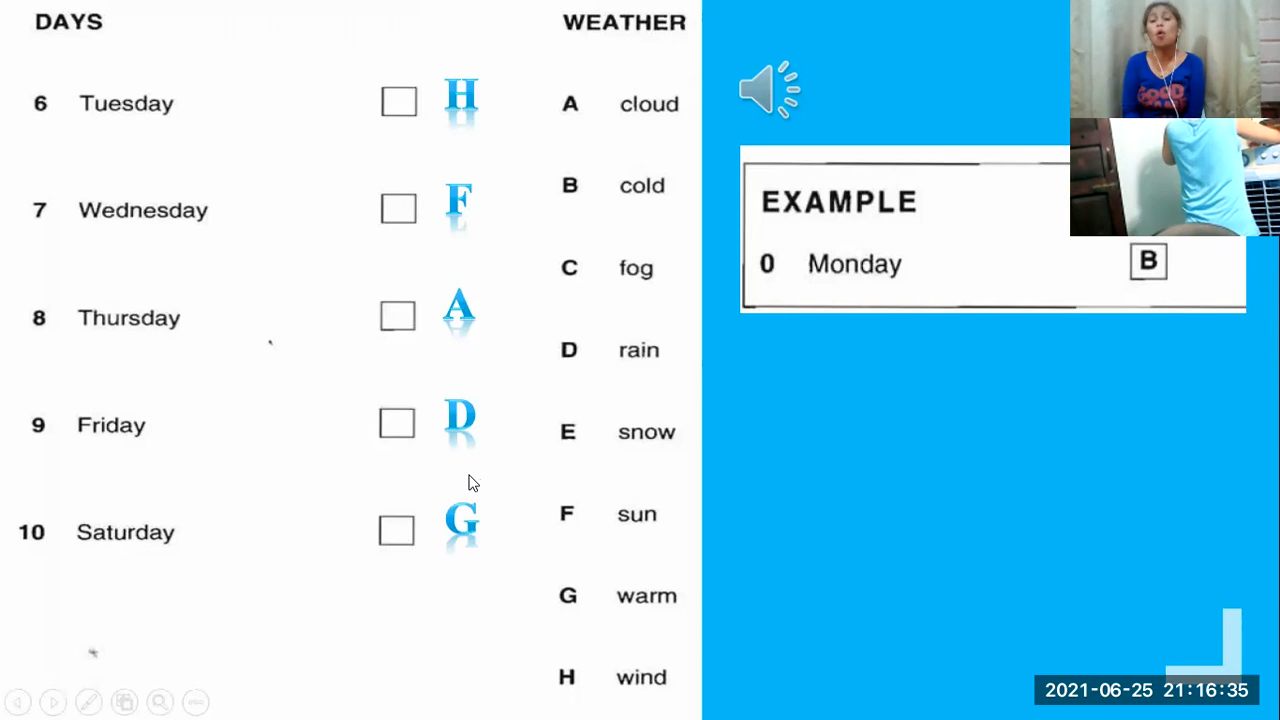 DAYS
6 Tuesday H
7 Wednesday F
8 Thursday A
9 Friday D
10 Saturday G
WEATHER
A cloud
B cold
C fog
D rain
E snow
F sun
G warm
H wind
EXAMPLE
0 Monday B
GOOD
2021-06-25 21:16:35